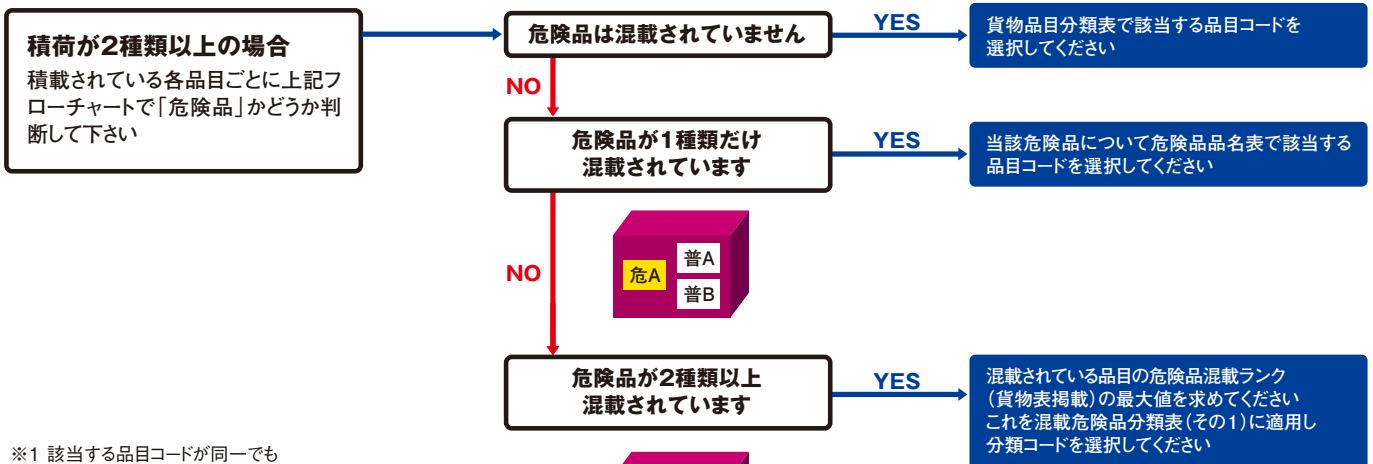 積荷が2種類以上の場合
積載されている各品目ごとに上記フ
ローチャートで「危険品」かどうか判
断して下さい
危険品は混載されていません
YES
貨物品目分類表で該当する品目コードを
選択してください
NO
危険品が1種類だけ
混載されています
YES
当該危険品について危険品品名表で該当する
品目コードを選択してください
NO
危A
普A
普B
危険品が2種類以上
混載されています
YES
混載されている品目の危険品混載ランク
(貨物表掲載)の最大値を求めてください
これを混載危険品分類表(その1)に適用し
分類コードを選択してください
※1 該当する品目コードが同一でも